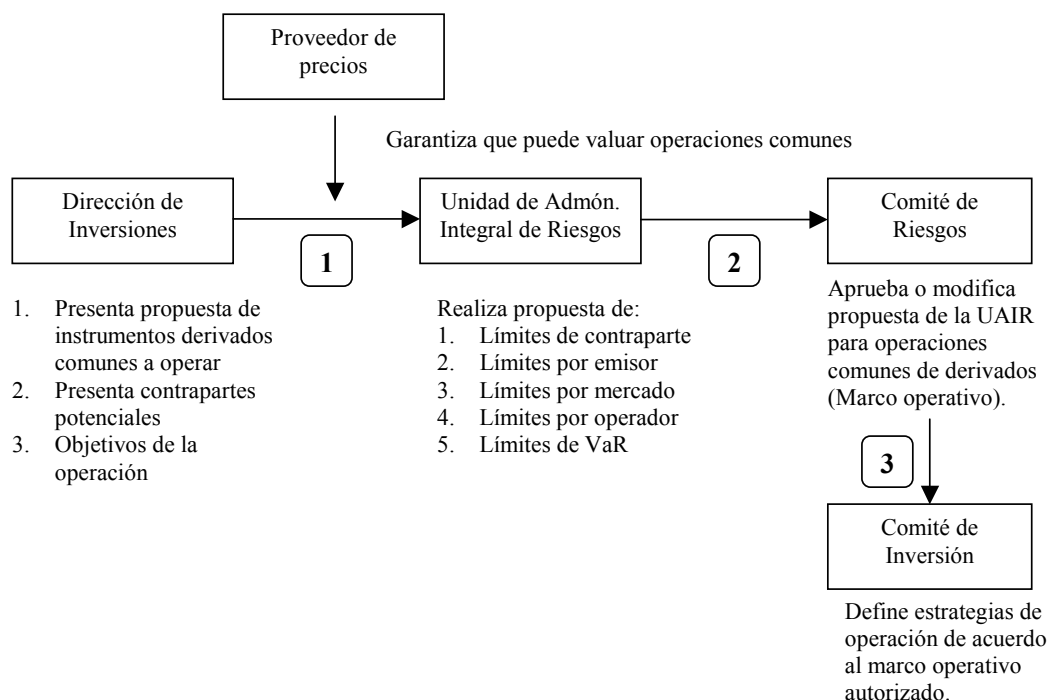 Proveedor de
precios
Garantiza que puede valuar operaciones comunes
Dirección de
Inversiones
1
Unidad de Admón.
Integral de Riesgos
2
Comité de
Riesgos
1. Presenta propuesta de
instrumentos derivados
comunes a operar
2. Presenta contrapartes
potenciales
3. Objetivos de la
operación
Realiza propuesta de:
1. Límites de contraparte
2. Límites por emisor
3. Límites por mercado
4. Límites por operador
5. Límites de VaR
Aprueba o modifica
propuesta de la UAIR
para operaciones
comunes de derivados
(Marco operativo).
3
Comité de
Inversión
Define estrategias de
operación de acuerdo
al marco operativo
autorizado.